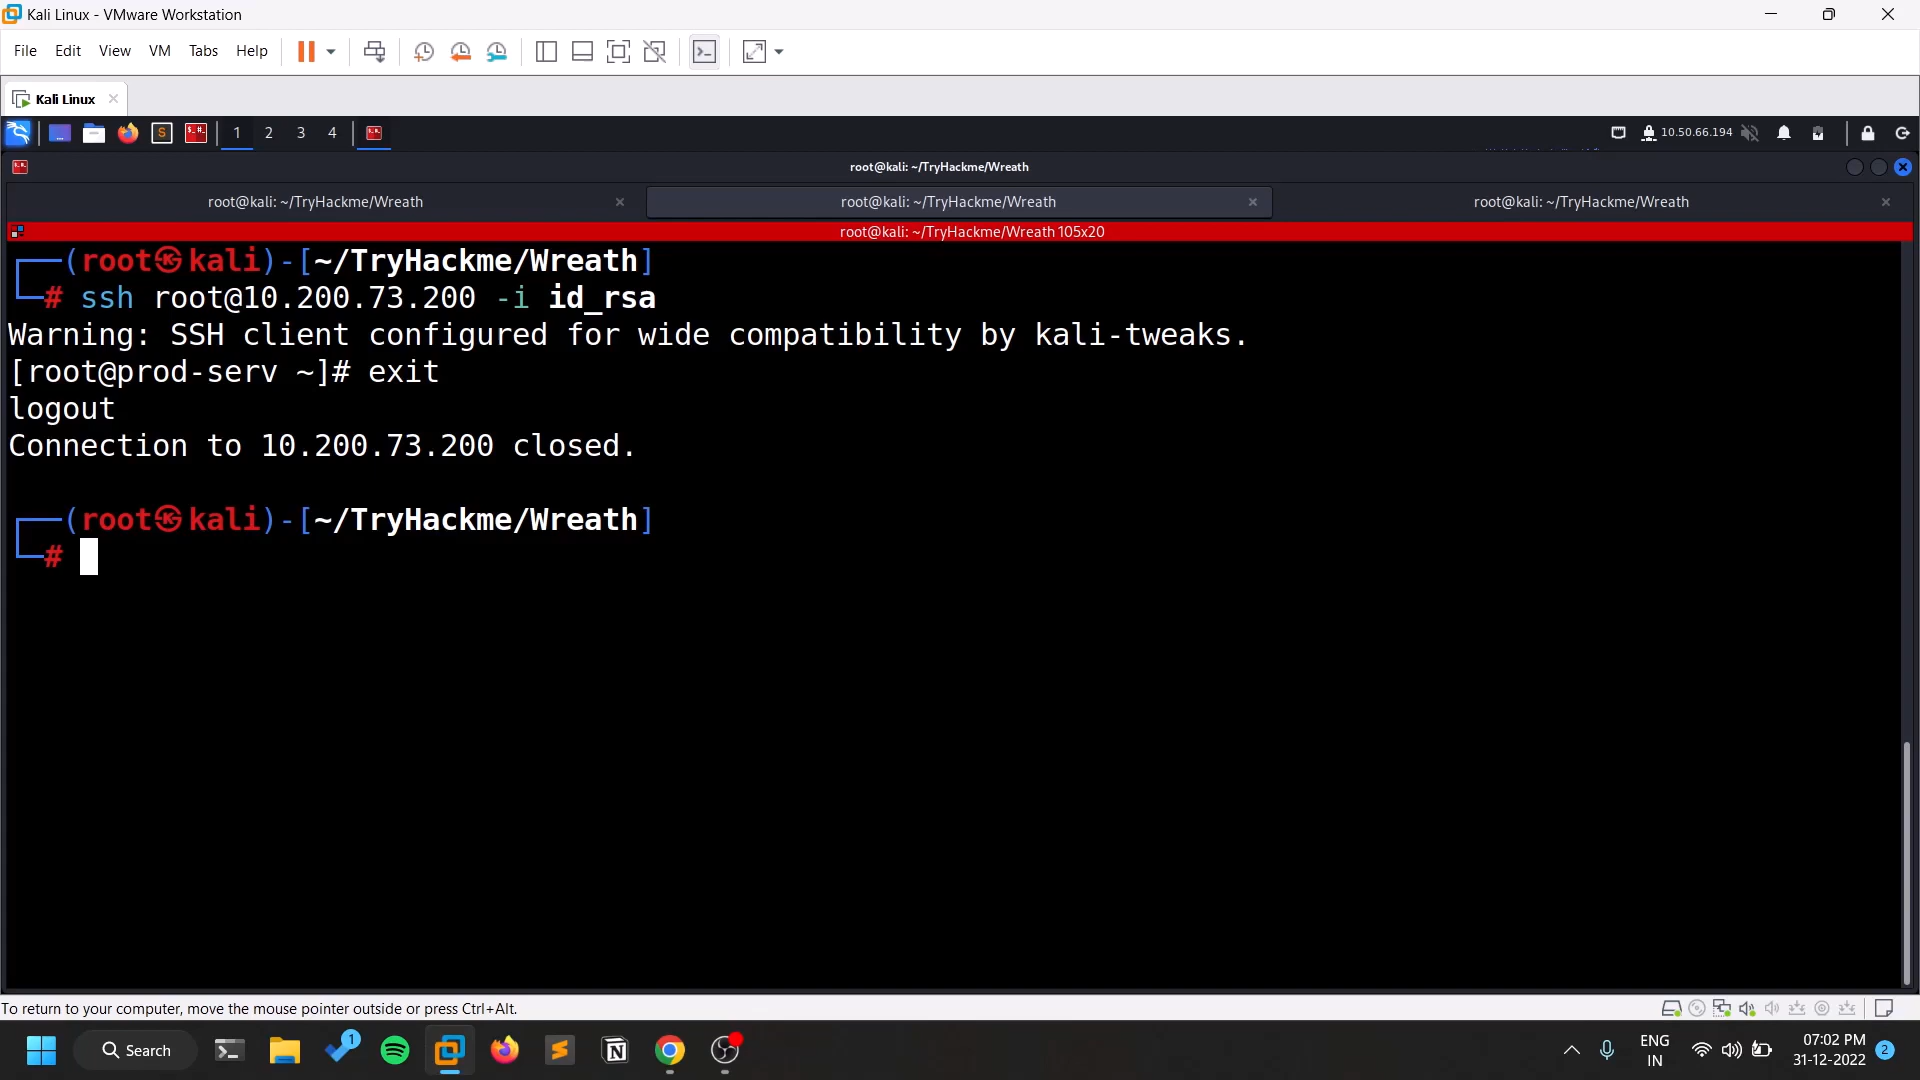 Kali Linux - VMware Workstation
File Edit View VM Tabs Help
Kali Linux
1 2 3 4
10.50.66.194
root@kali: ~/TryHackme/Wreath
root@kali: ~/TryHackme/Wreath root@kali: ~/TryHackme/Wreath root@kali: ~/TryHackme/Wreath
root@kali: ~/TryHackme/Wreath 105x20
┌──(root㉿kali)-[~/TryHackme/Wreath]
└─# ssh root@10.200.73.200 -i id_rsa
Warning: SSH client configured for wide compatibility by kali-tweaks.
[root@prod-serv ~]# exit
logout
Connection to 10.200.73.200 closed.
┌──(root㉿kali)-[~/TryHackme/Wreath]
└─#
To return to your computer, move the mouse pointer outside or press Ctrl+Alt.
Search
1
ENG
IN
07:02 PM
31-12-2022
2